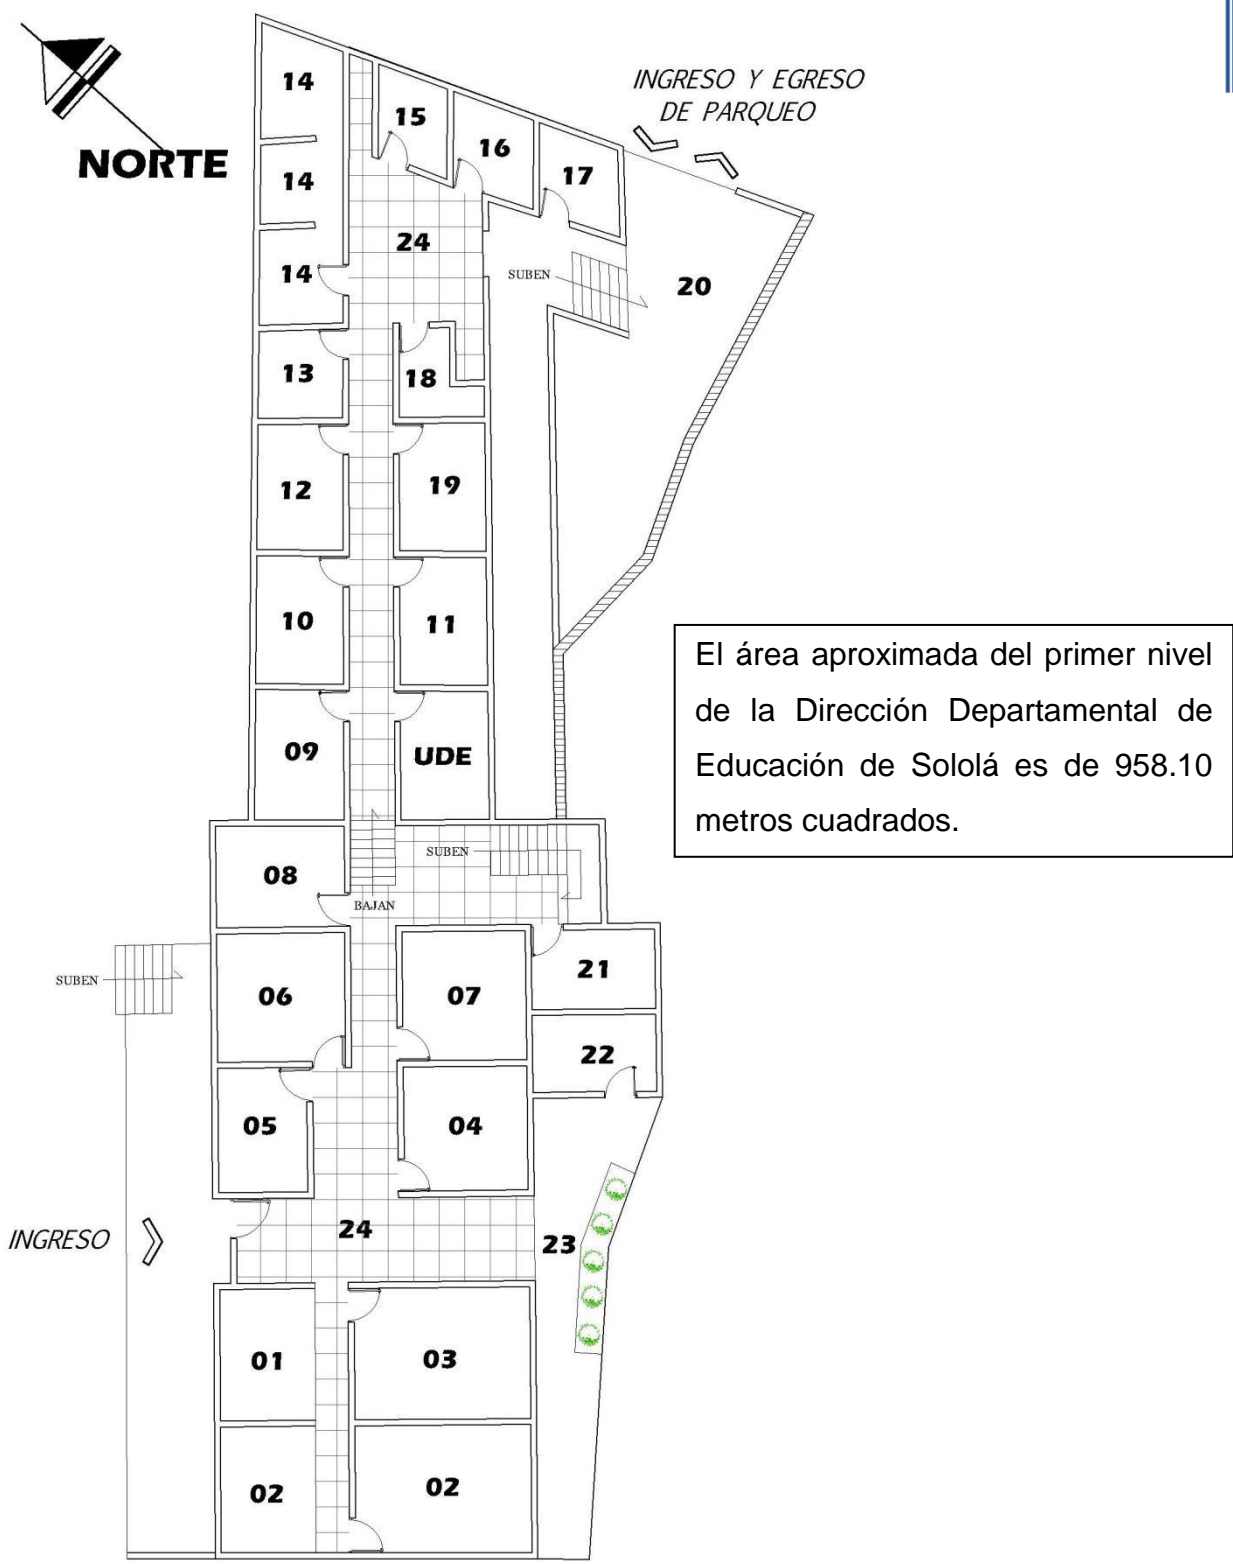 NORTE
INGRESO Y EGRESO
DE PARQUEO
14
15
16
17
14
24
14
SUBEN
20
13
18
12
19
10
11
09
UDE
El área aproximada del primer nivel
de la Dirección Departamental de
Educación de Sololá es de 958.10
metros cuadrados.
08
SUBEN
BAJAN
SUBEN
06
07
21
22
05
04
INGRESO
24
23
01
03
02
02